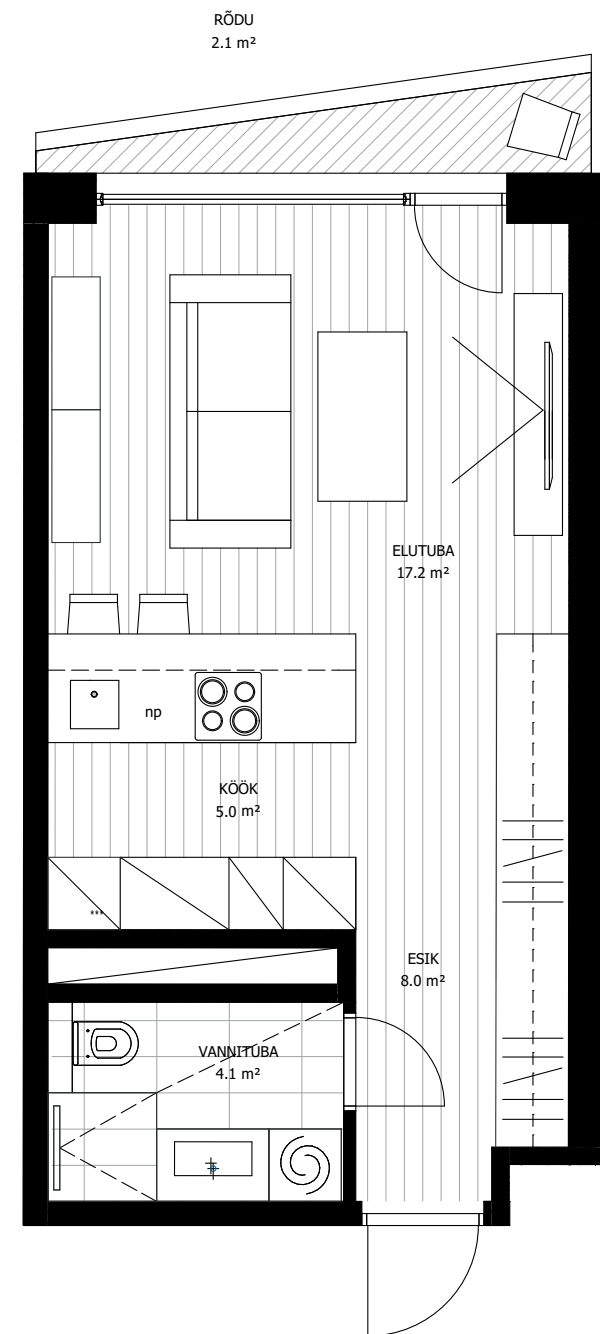 RÕDU
2.1 m²
ELUTUBA
17.2 m²
np
KÖÖK
5.0 m²
***
ESIK
8.0 m²
VANNITUBA
4.1 m²